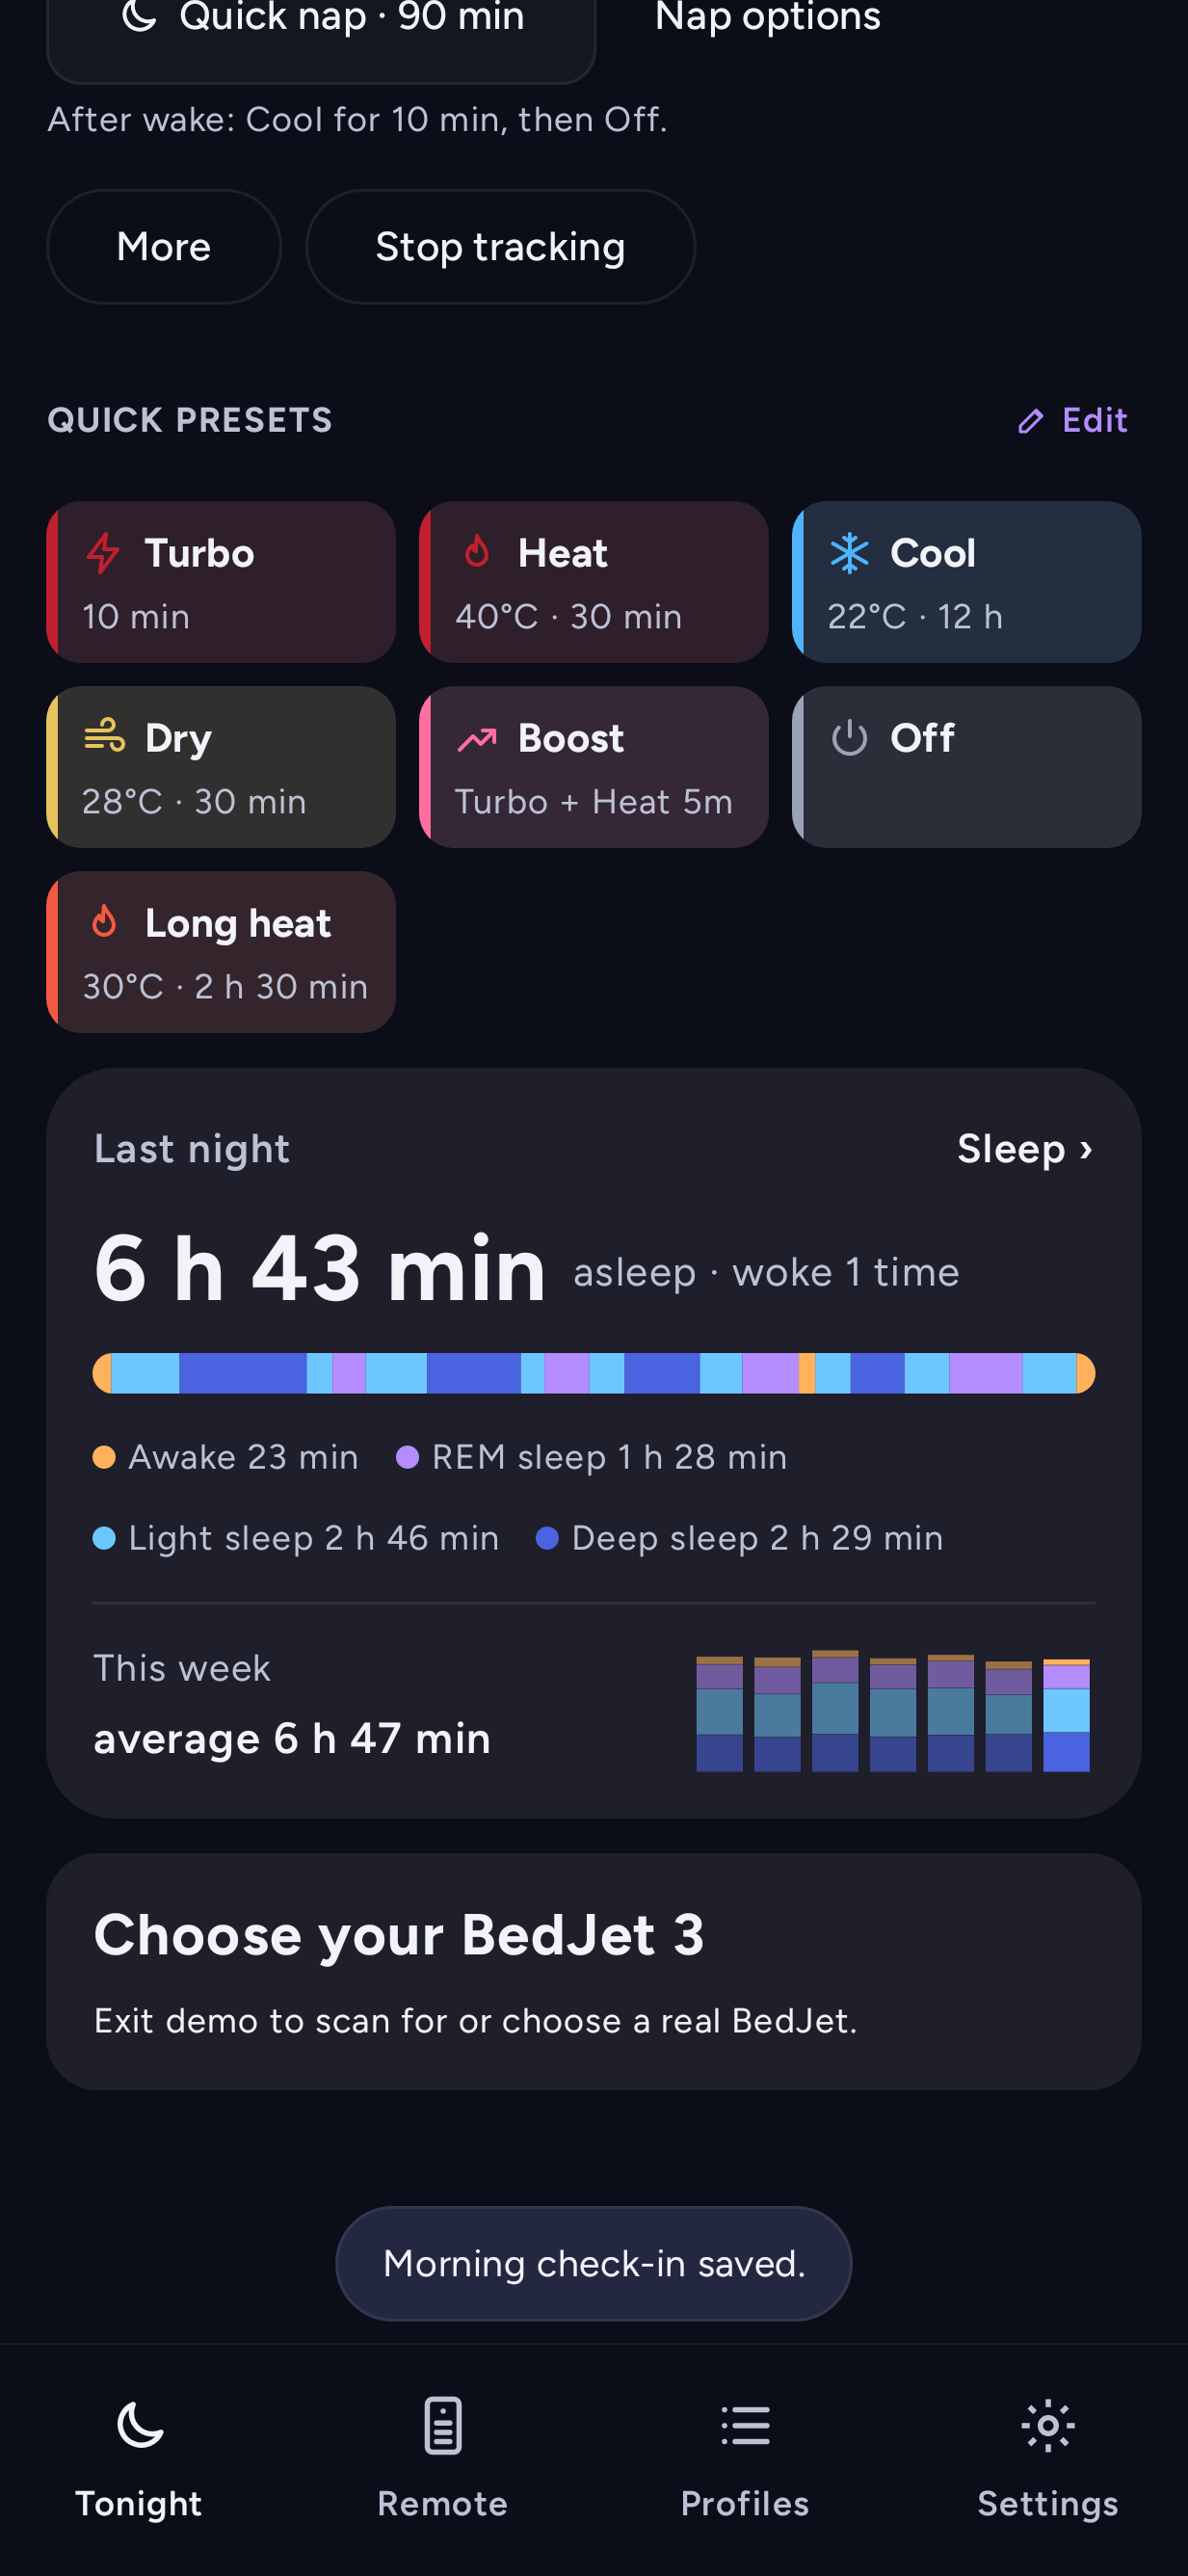 Quick nap · 90 min
Nap options
After wake: Cool for 10 min, then Off.
More
Stop tracking
QUICK PRESETS
Edit
Turbo
10 min
Heat
40°C · 30 min
Cool
22°C · 12 h
Dry
28°C · 30 min
Boost
Turbo + Heat 5m
Off
Long heat
30°C · 2 h 30 min
Last night
Sleep ›
6 h 43 min asleep · woke 1 time
Awake 23 min
REM sleep 1 h 28 min
Light sleep 2 h 46 min
Deep sleep 2 h 29 min
This week
average 6 h 47 min
Choose your BedJet 3
Exit demo to scan for or choose a real BedJet.
Morning check-in saved.
Tonight
Remote
Profiles
Settings